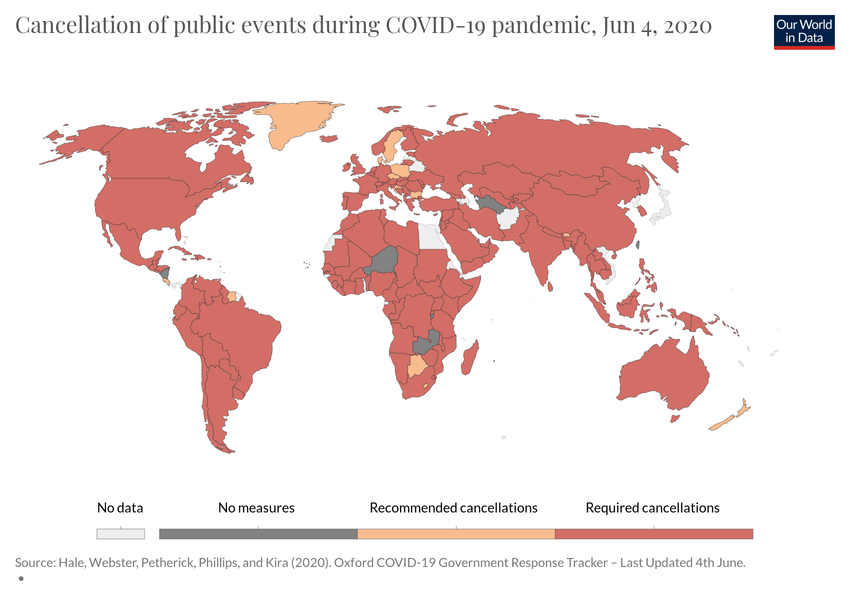 Cancellation of public events during COVID-19 pandemic, Jun 4, 2020
Our World
in Data
No data
No measures
Recommended cancellations
Required cancellations
Source: Hale, Webster, Petherick, Phillips, and Kira (2020). Oxford COVID-19 Government Response Tracker – Last Updated 4th June.
•